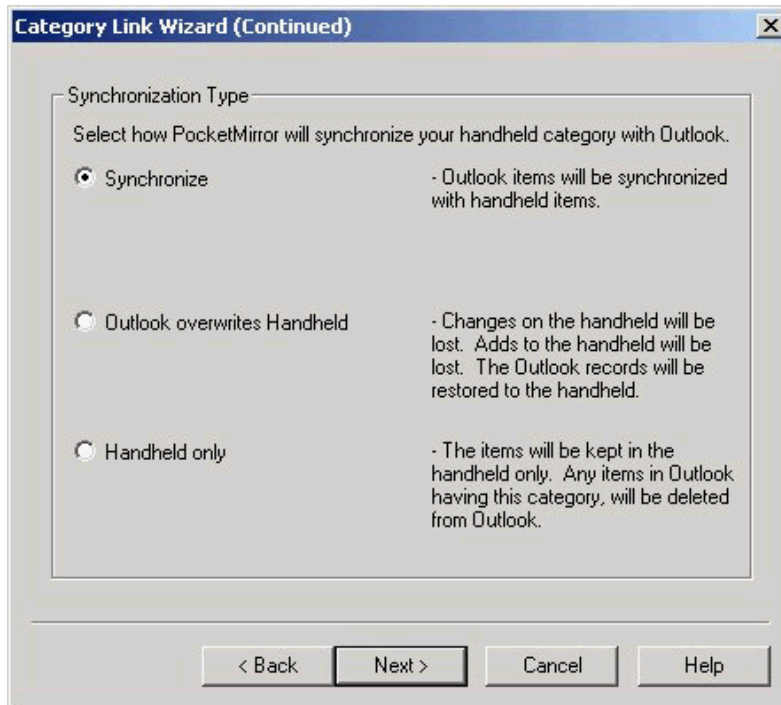 Category Link Wizard (Continued)
Synchronization Type
Select how PocketMirror will synchronize your handheld category with Outlook.
Synchronize
- Outlook items will be synchronized
with handheld items.
Outlook overwrites Handheld
- Changes on the handheld will be
lost. Adds to the handheld will be
lost. The Outlook records will be
restored to the handheld.
Handheld only
- The items will be kept in the
handheld only. Any items in Outlook
having this category, will be deleted
from Outlook.
< Back
Next >
Cancel
Help